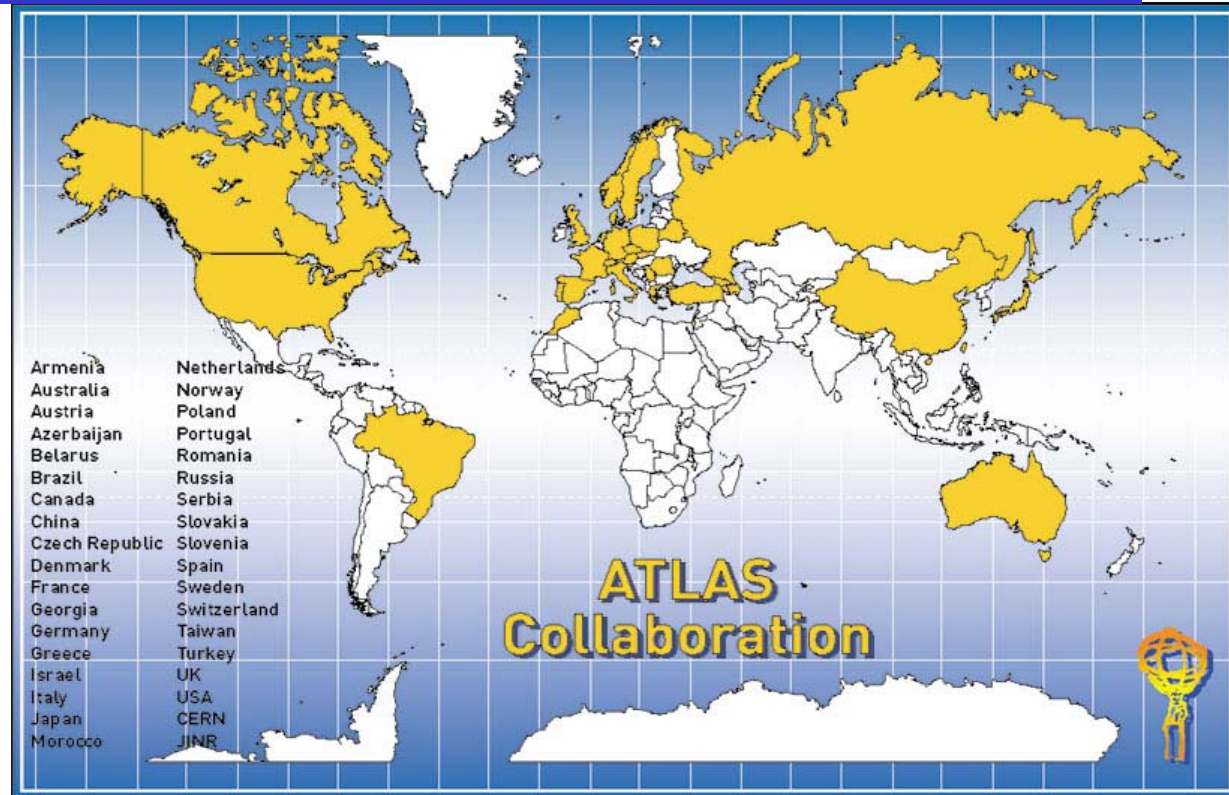 Armenia
Australia
Austria
Azerbaijan
Belarus
Brazil
Canada
China
Czech Republic
Denmark
France
Georgia
Germany
Greece
Israel
Italy
Japan
Morocco
Netherlands
Norway
Poland
Portugal
Romania
Russia
Serbia
Slovakia
Slovenia
Spain
Sweden
Switzerland
Taiwan
Turkey
UK
USA
CERN
JINR
ATLAS
Collaboration